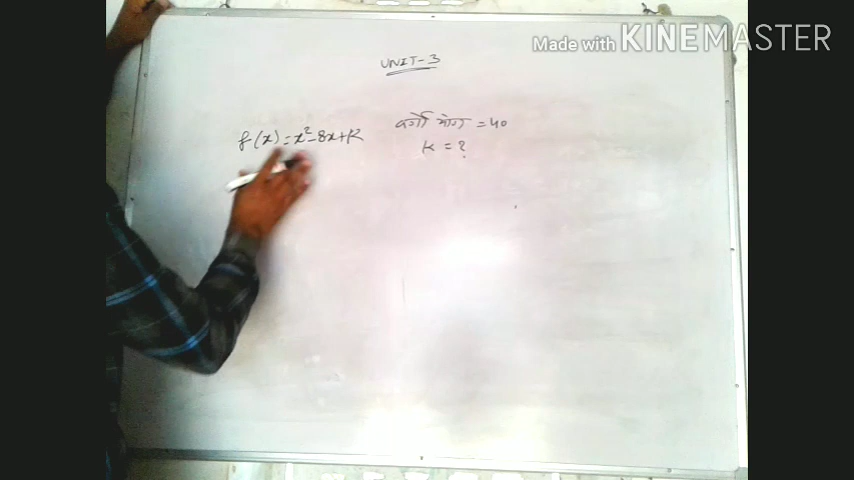 Made with KINEMASTER
UNIT-3
f(x)=x²-8x+K
वर्गो योग =40
K = ?